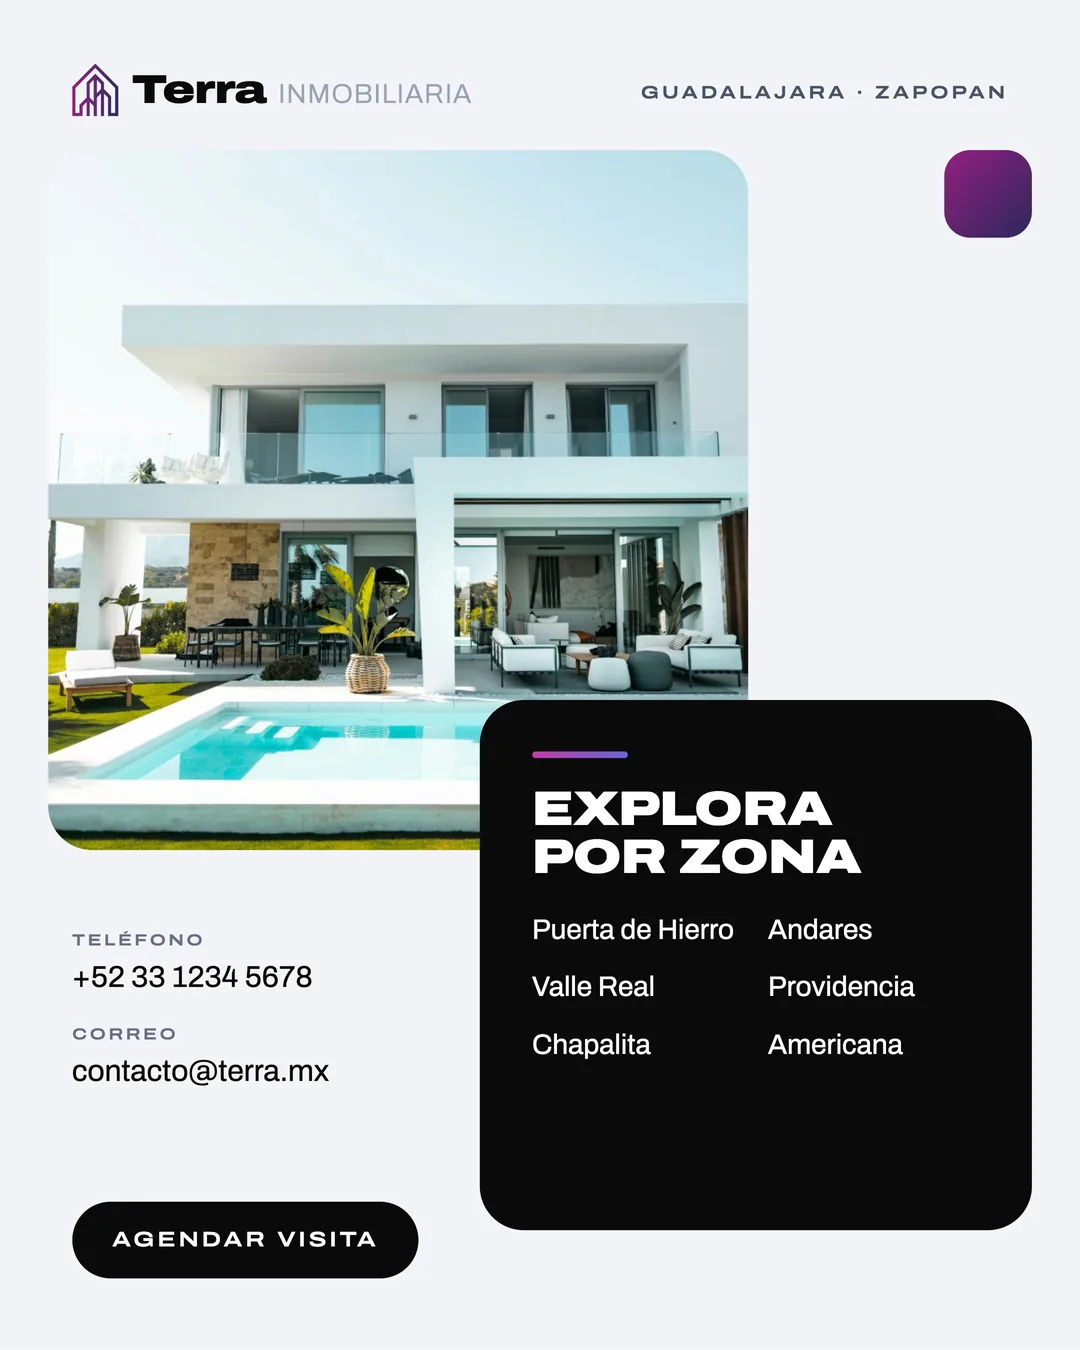 Terra INMOBILIARIA
GUADALAJARA · ZAPOPAN
EXPLORA
POR ZONA
Puerta de Hierro
Andares
Valle Real
Providencia
Chapalita
Americana
TELÉFONO
+52 33 1234 5678
CORREO
contacto@terra.mx
AGENDAR VISITA